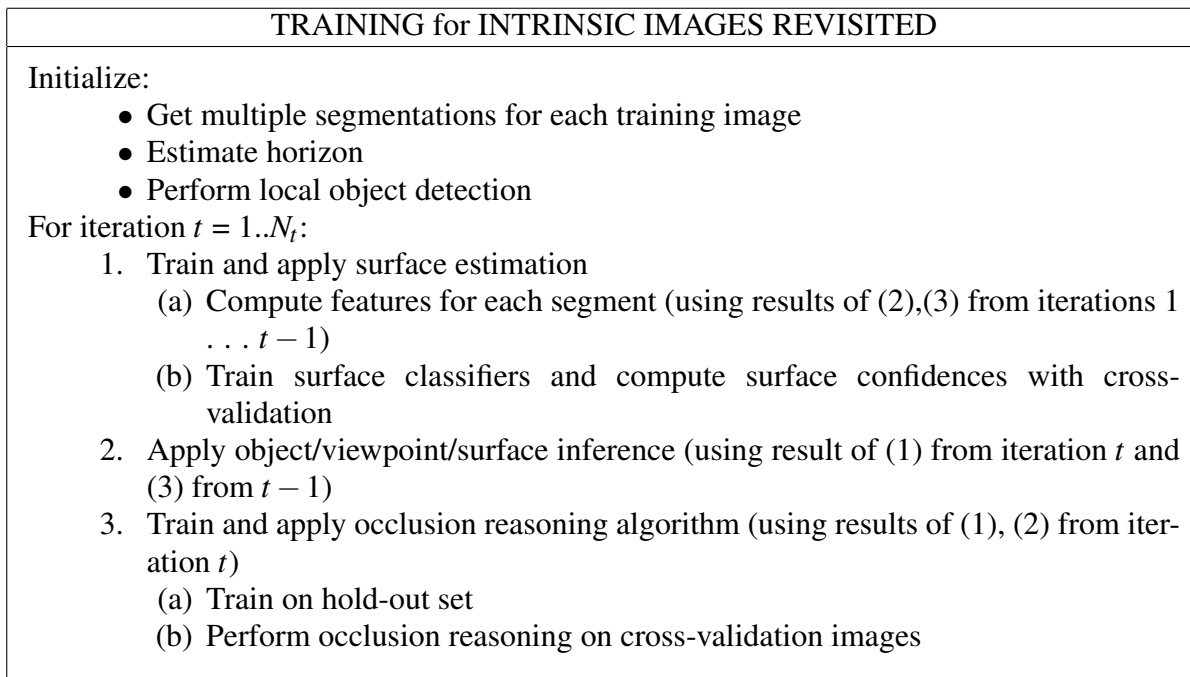 TRAINING for INTRINSIC IMAGES REVISITED
Initialize:
• Get multiple segmentations for each training image
• Estimate horizon
• Perform local object detection
For iteration t = 1..Nt:
1. Train and apply surface estimation
(a) Compute features for each segment (using results of (2),(3) from iterations 1
. . . t − 1)
(b) Train surface classifiers and compute surface confidences with cross-
validation
2. Apply object/viewpoint/surface inference (using result of (1) from iteration t and
(3) from t − 1)
3. Train and apply occlusion reasoning algorithm (using results of (1), (2) from iter-
ation t)
(a) Train on hold-out set
(b) Perform occlusion reasoning on cross-validation images